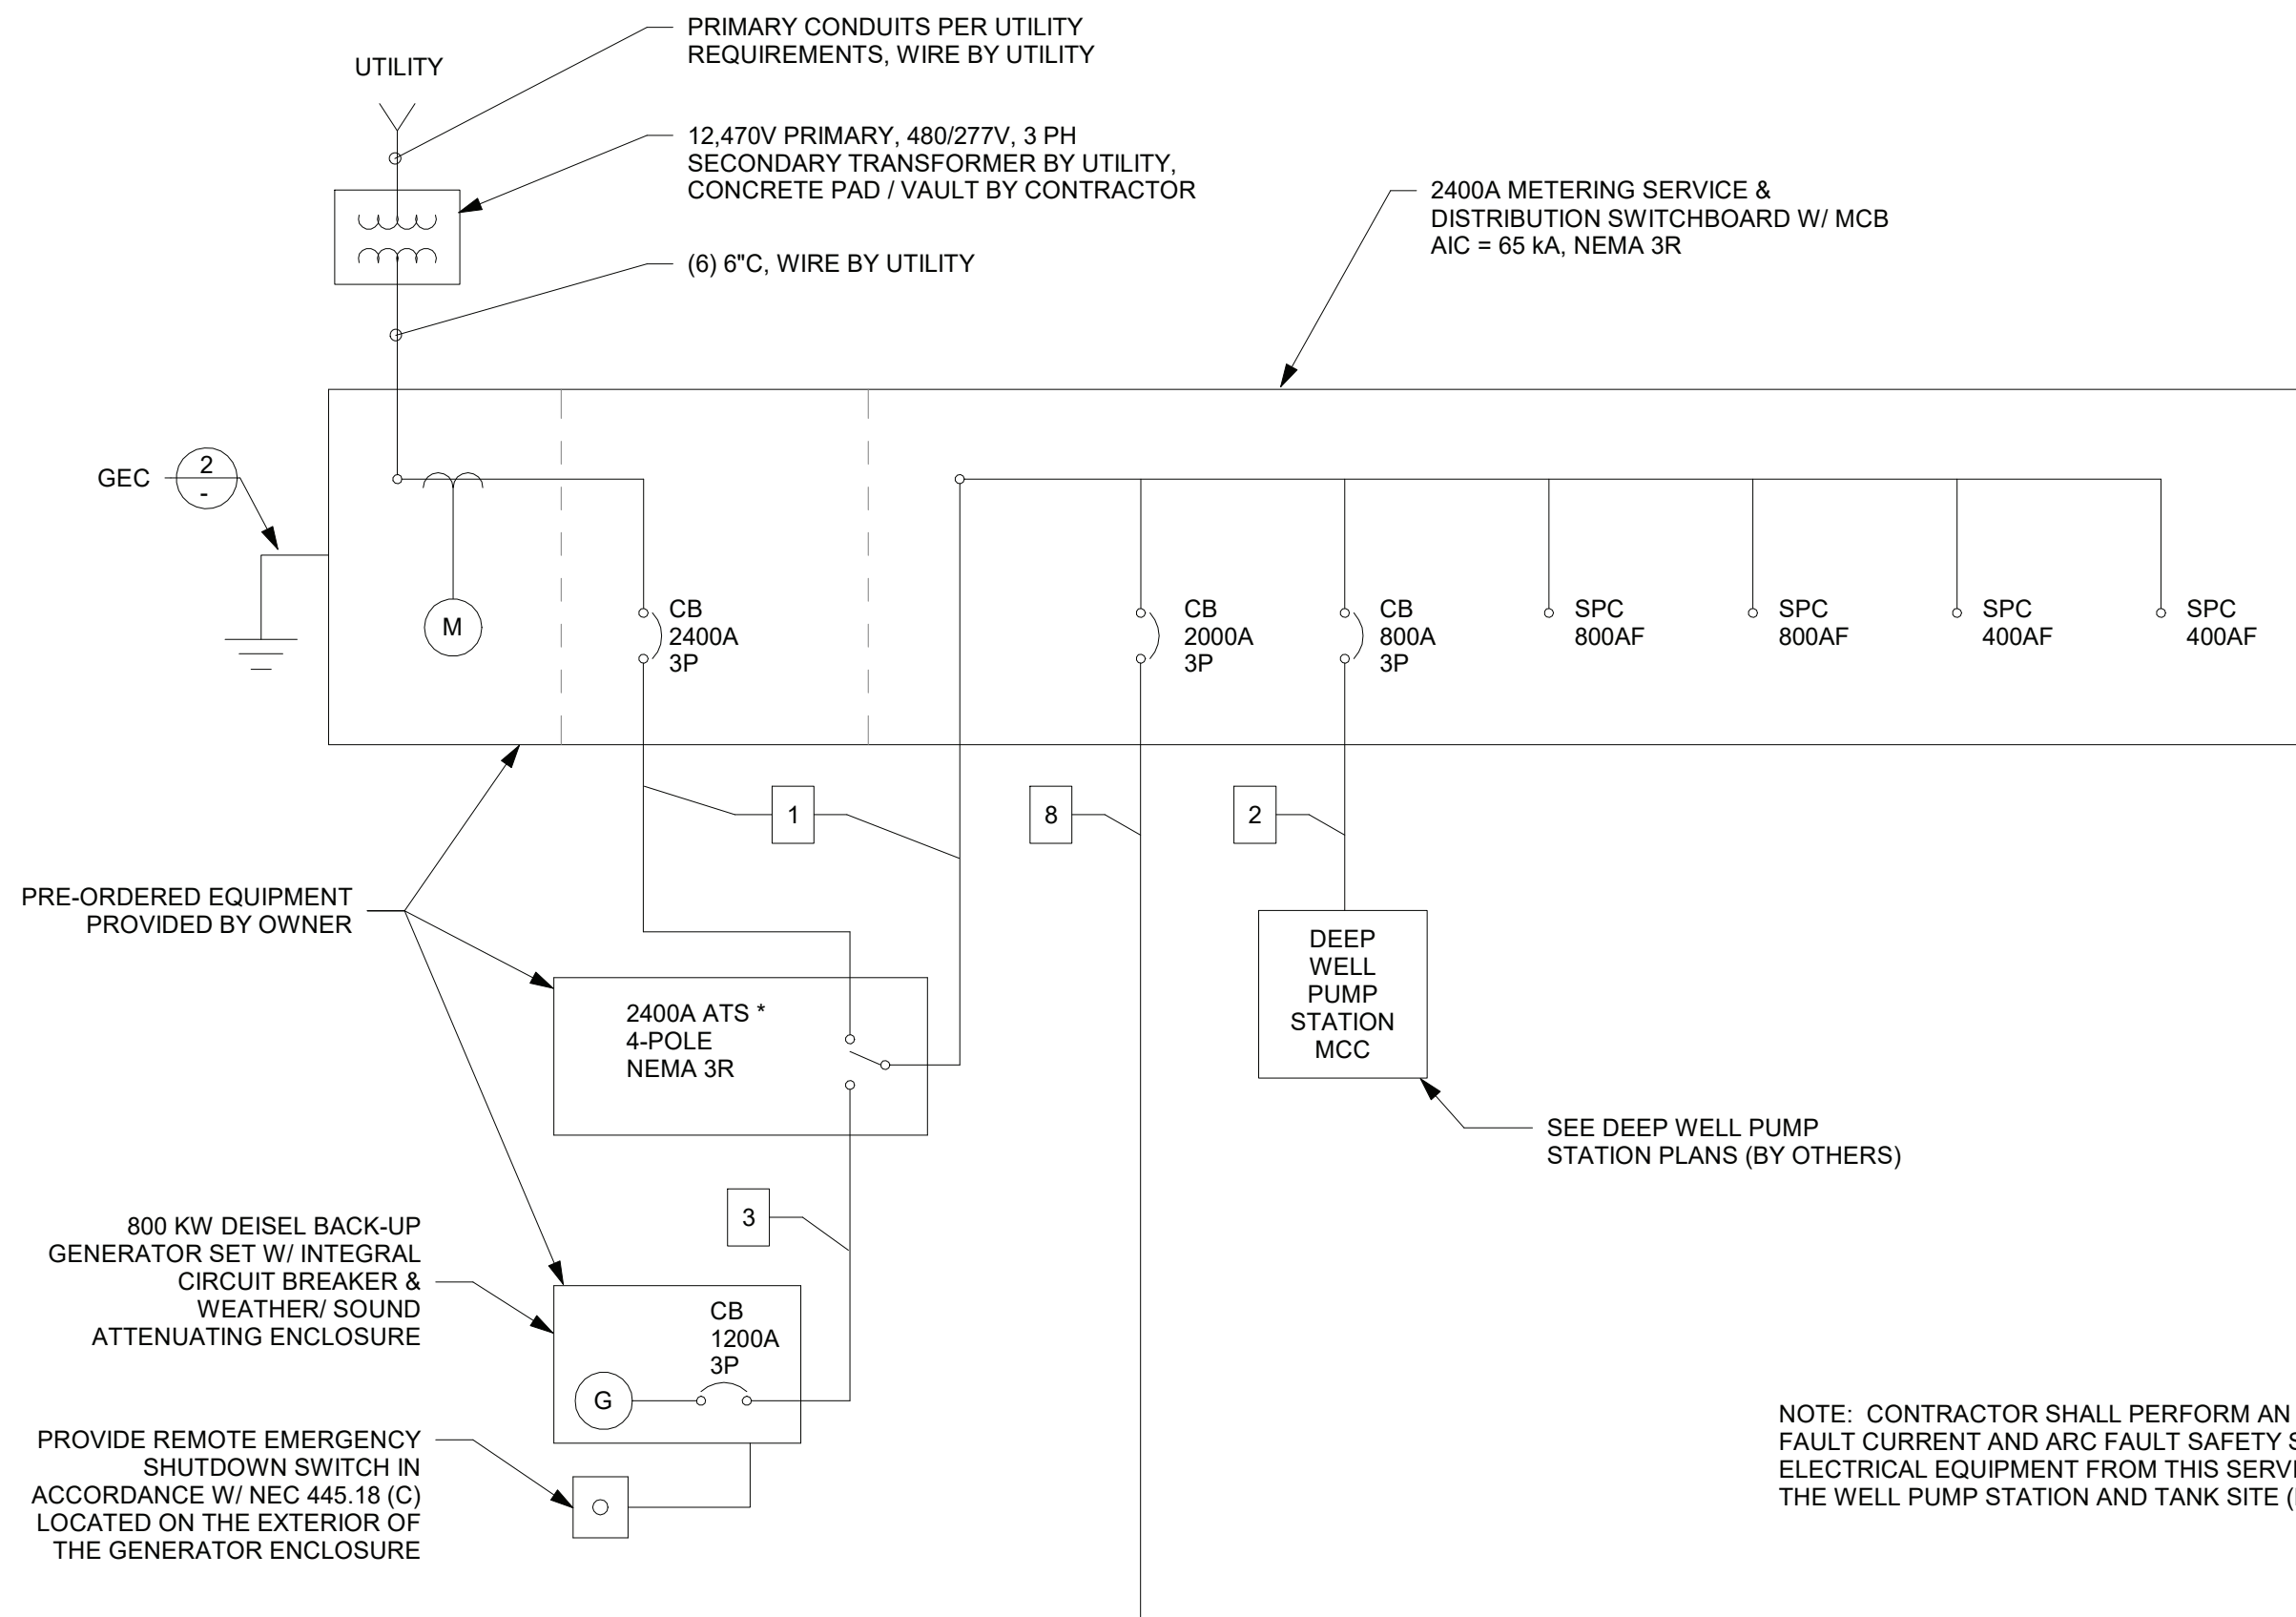 PRIMARY CONDUITS PER UTILITY
REQUIREMENTS, WIRE BY UTILITY
UTILITY
12,470V PRIMARY, 480/277V, 3 PH
SECONDARY TRANSFORMER BY UTILITY,
CONCRETE PAD / VAULT BY CONTRACTOR
2400A METERING SERVICE &
DISTRIBUTION SWITCHBOARD W/ MCB
AIC = 65 kA, NEMA 3R
(6) 6"C, WIRE BY UTILITY
GEC
2
-
M
CB
2400A
3P
CB
2000A
3P
CB
800A
3P
SPC
800AF
SPC
800AF
SPC
400AF
SPC
400AF
1
8
2
PRE-ORDERED EQUIPMENT
PROVIDED BY OWNER
DEEP
WELL
PUMP
STATION
MCC
2400A ATS *
4-POLE
NEMA 3R
SEE DEEP WELL PUMP
STATION PLANS (BY OTHERS)
3
800 KW DEISEL BACK-UP
GENERATOR SET W/ INTEGRAL
CIRCUIT BREAKER &
WEATHER/ SOUND
ATTENUATING ENCLOSURE
CB
1200A
3P
G
PROVIDE REMOTE EMERGENCY
SHUTDOWN SWITCH IN
ACCORDANCE W/ NEC 445.18 (C)
LOCATED ON THE EXTERIOR OF
THE GENERATOR ENCLOSURE
NOTE: CONTRACTOR SHALL PERFORM AN
FAULT CURRENT AND ARC FAULT SAFETY
ELECTRICAL EQUIPMENT FROM THIS
THE WELL PUMP STATION AND TANK SITE (